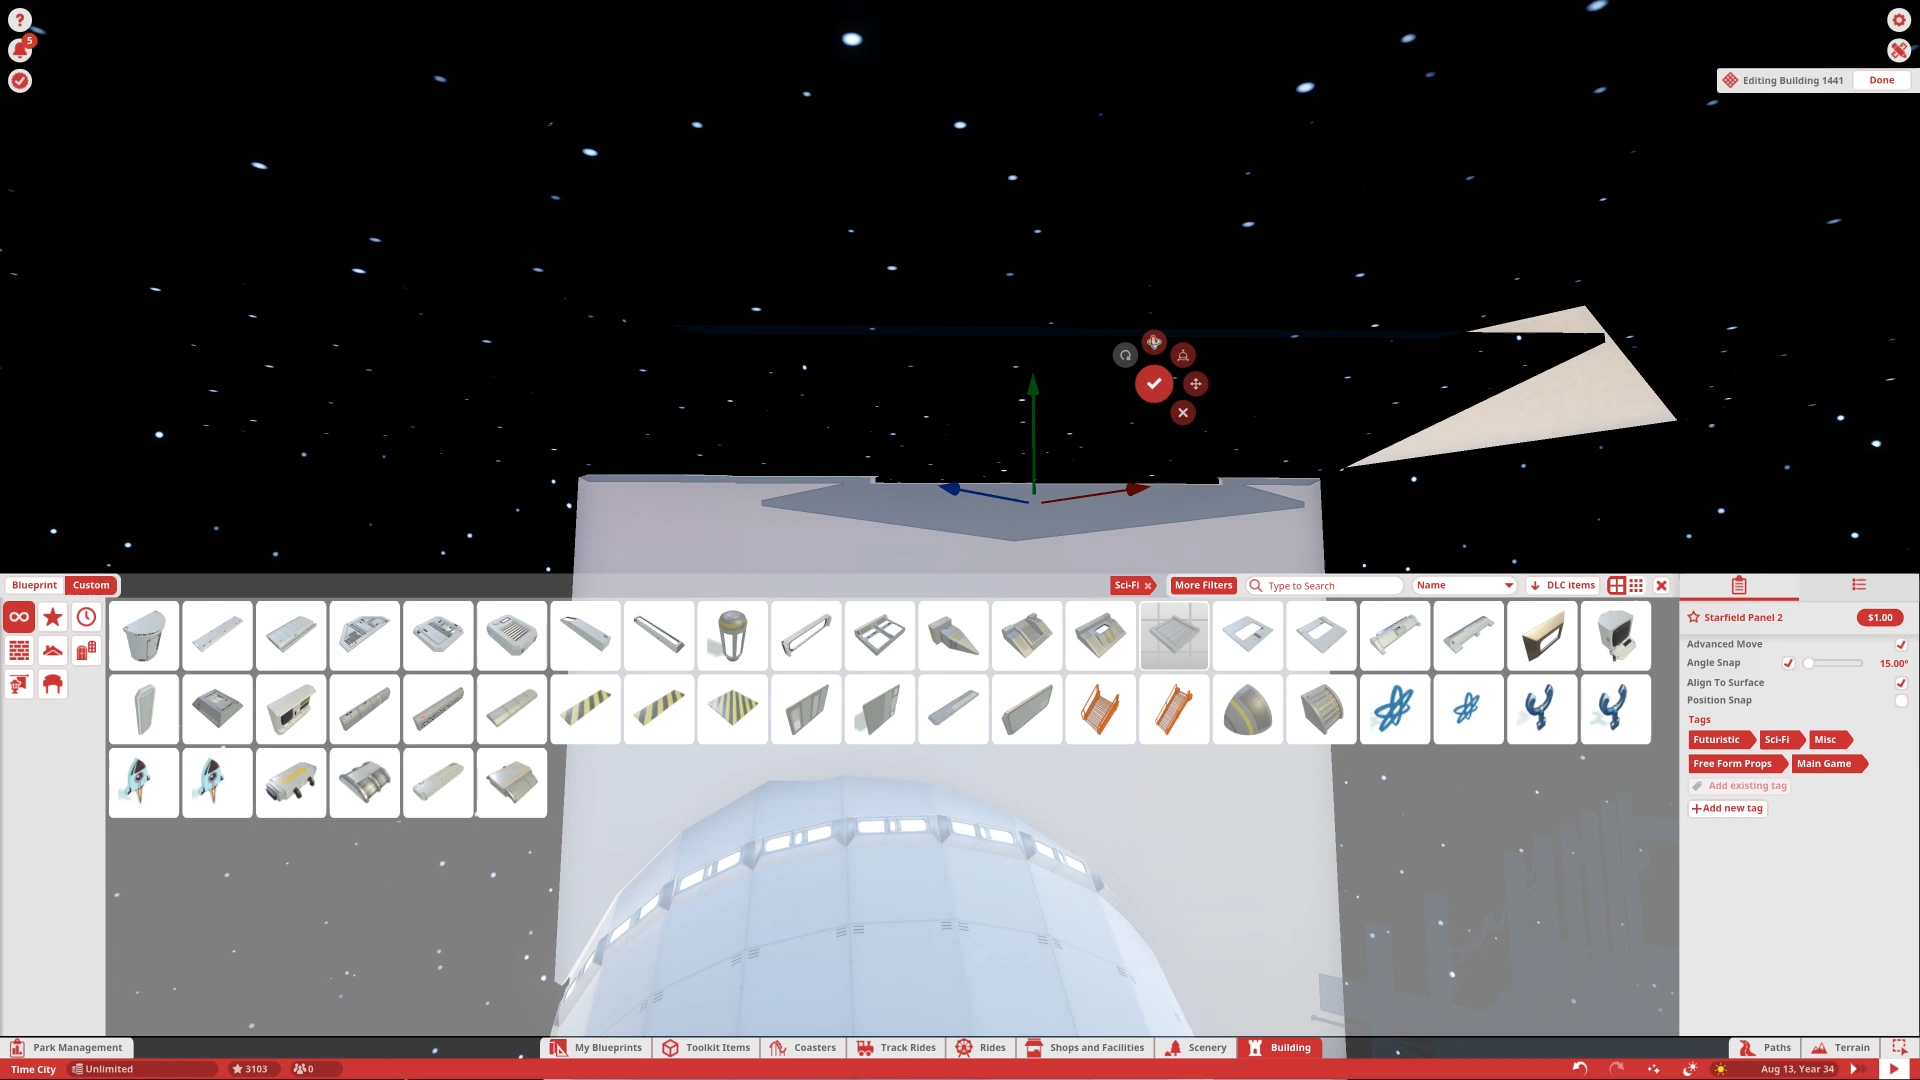 ?
5
Editing Building 1441 Done
Blueprint Custom
Sci-Fi × More Filters Type to Search Name DLC items
Starfield Panel 2 $1.00
Advanced Move
Angle Snap 15.00°
Align To Surface
Position Snap
Tags
Futuristic Sci-Fi Misc
Free Form Props Main Game
Add existing tag
+Add new tag
Park Management My Blueprints Toolkit Items Coasters Track Rides Rides Shops and Facilities Scenery Building Paths Terrain
Time City Unlimited 3103 0 Aug 13, Year 34